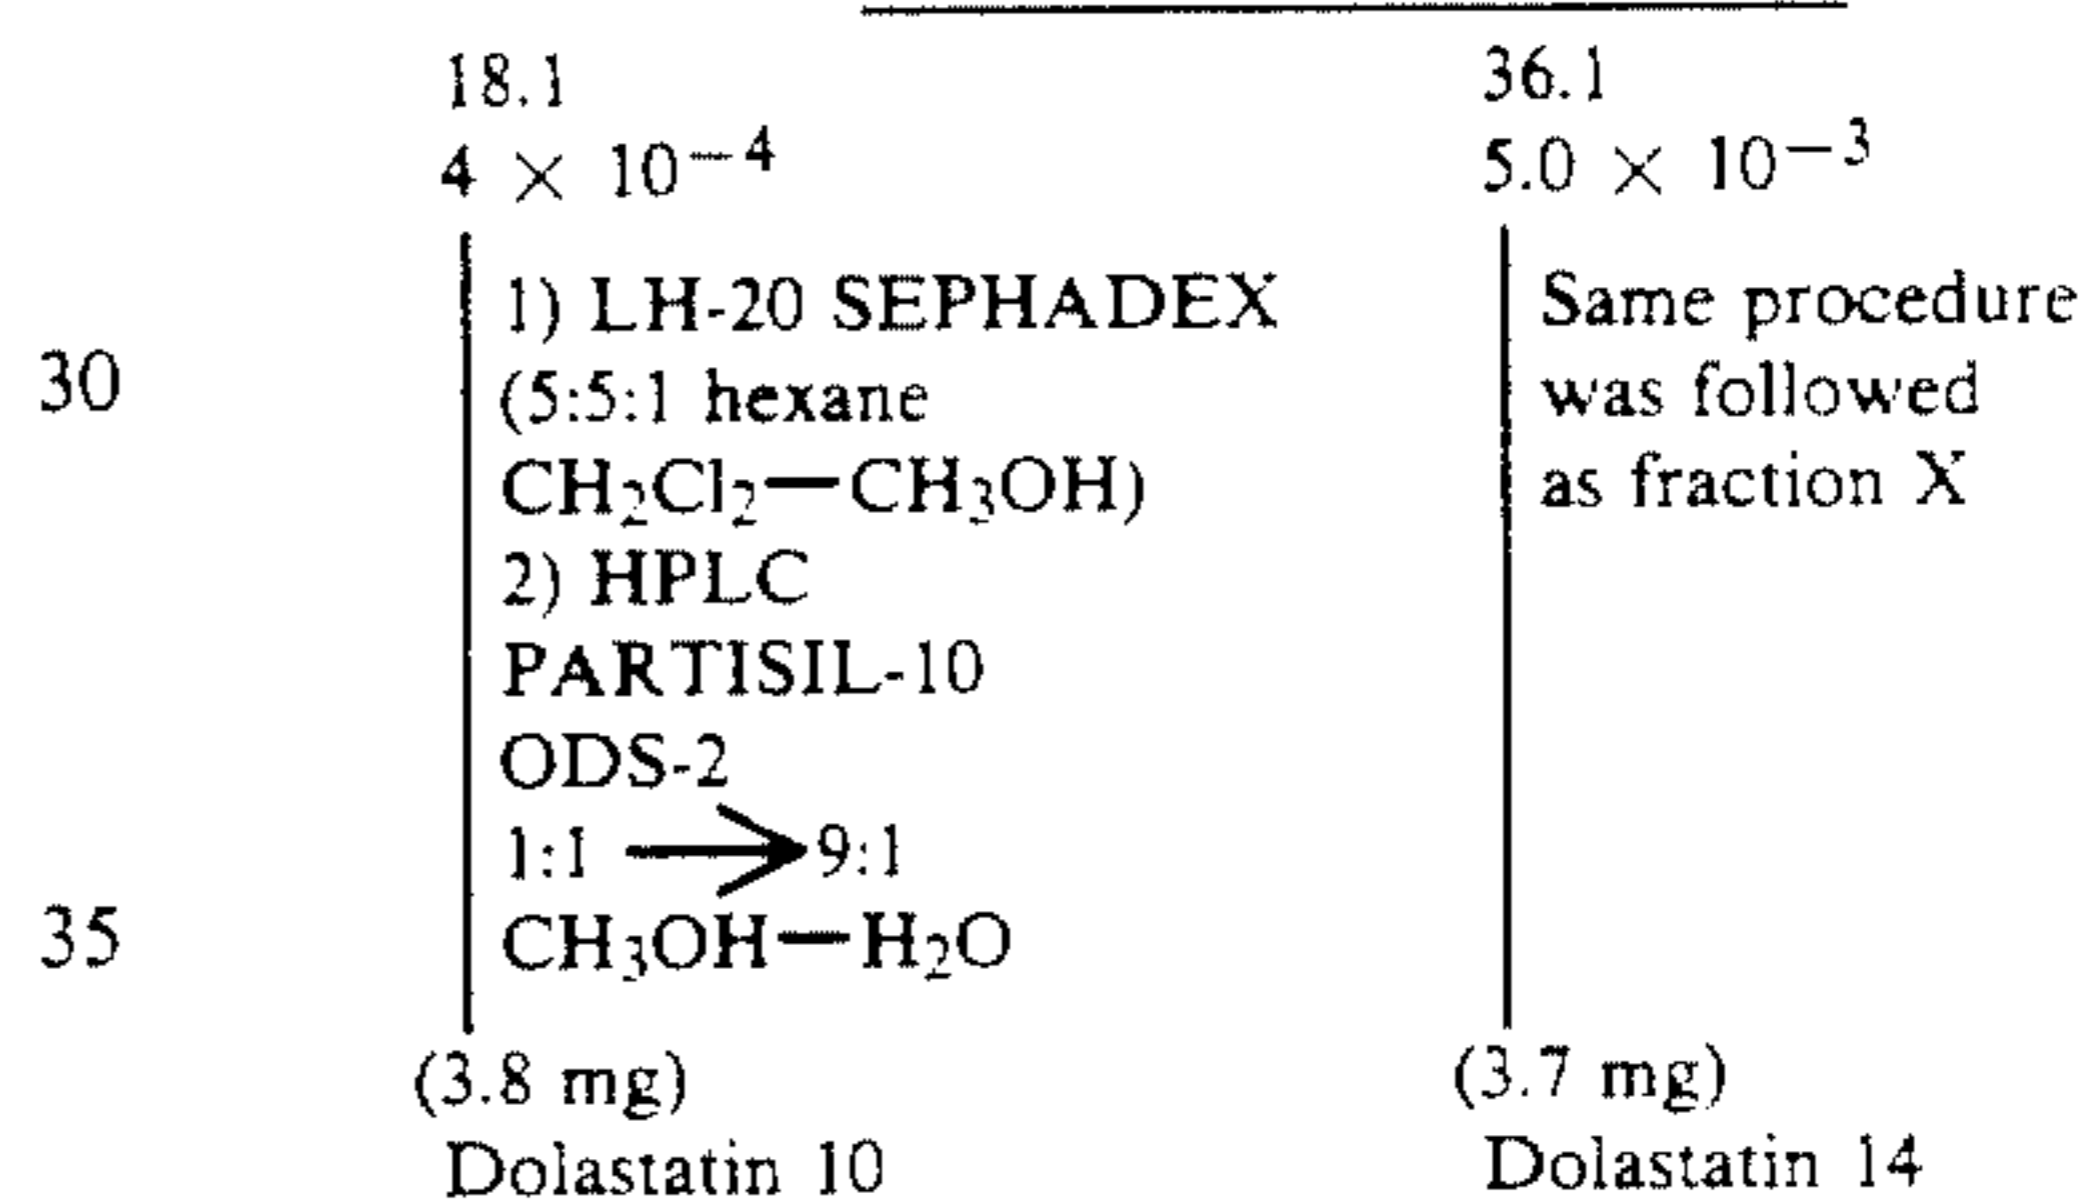 18.1
4 × 10⁻⁴
1) LH-20 SEPHADEX
30
(5:5:1 hexane
CH₂Cl₂—CH₃OH)
2) HPLC
PARTISIL-10
ODS-2
1:1 → 9:1
35
CH₃OH—H₂O
(3.8 mg)
Dolastatin 10
36.1
5.0 × 10⁻³
Same procedure
was followed
as fraction X
(3.7 mg)
Dolastatin 14